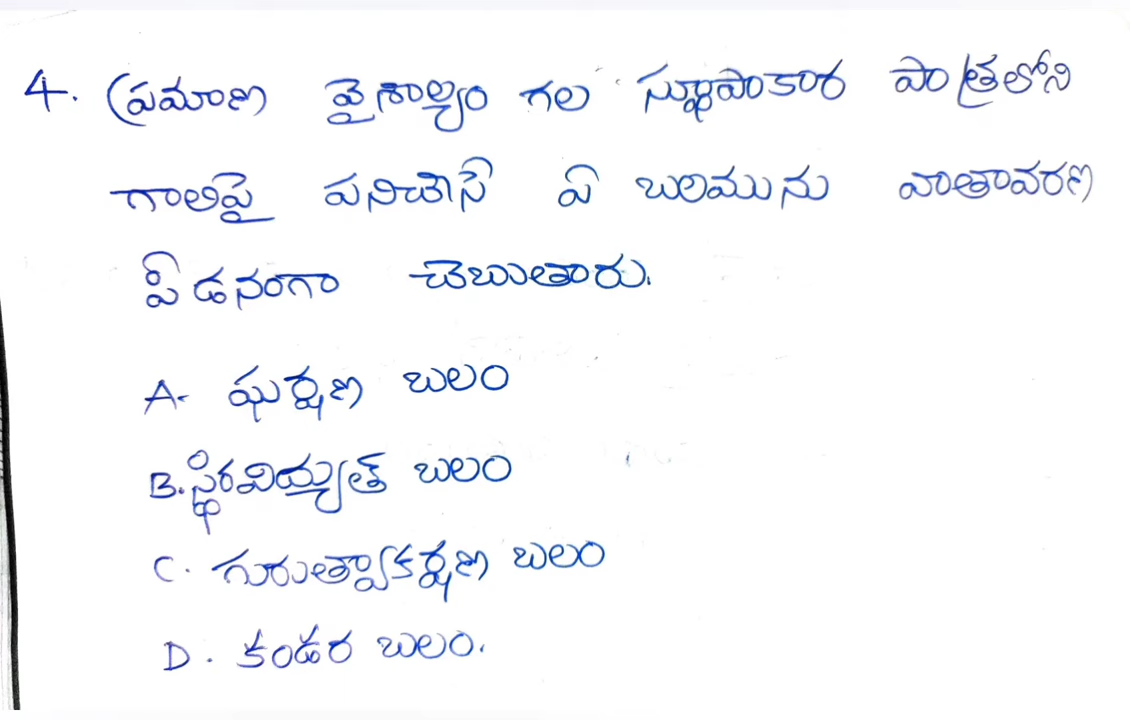 4. ప్రమాణ వైశాల్యం గల స్థూపాకార పాత్రలోని
గాలిపై పనిచేసే ఏ బలమును వాతావరణ
పీడనంగా చెబుతారు.
A. ఘర్షణ బలం
B. స్థిరవిద్యుత్ బలం
C. గురుత్వాకర్షణ బలం
D. కండర బలం.